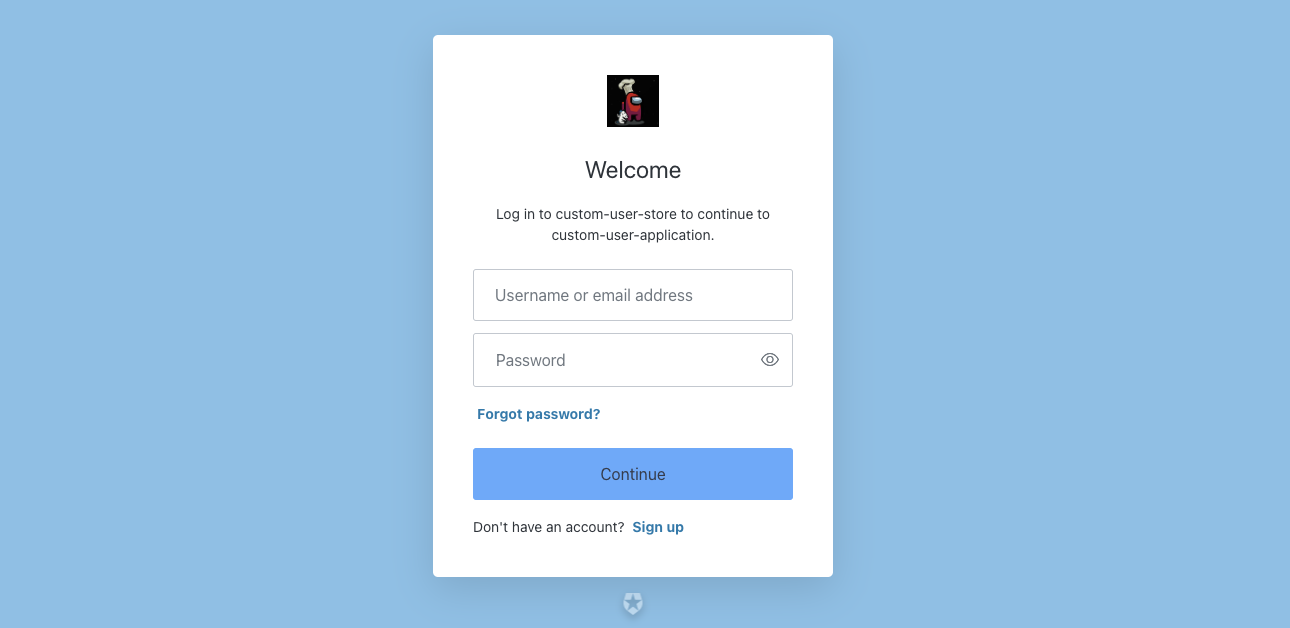 Welcome
Log in to custom-user-store to continue to
custom-user-application.
Username or email address
Password
Forgot password?
Continue
Don't have an account? Sign up